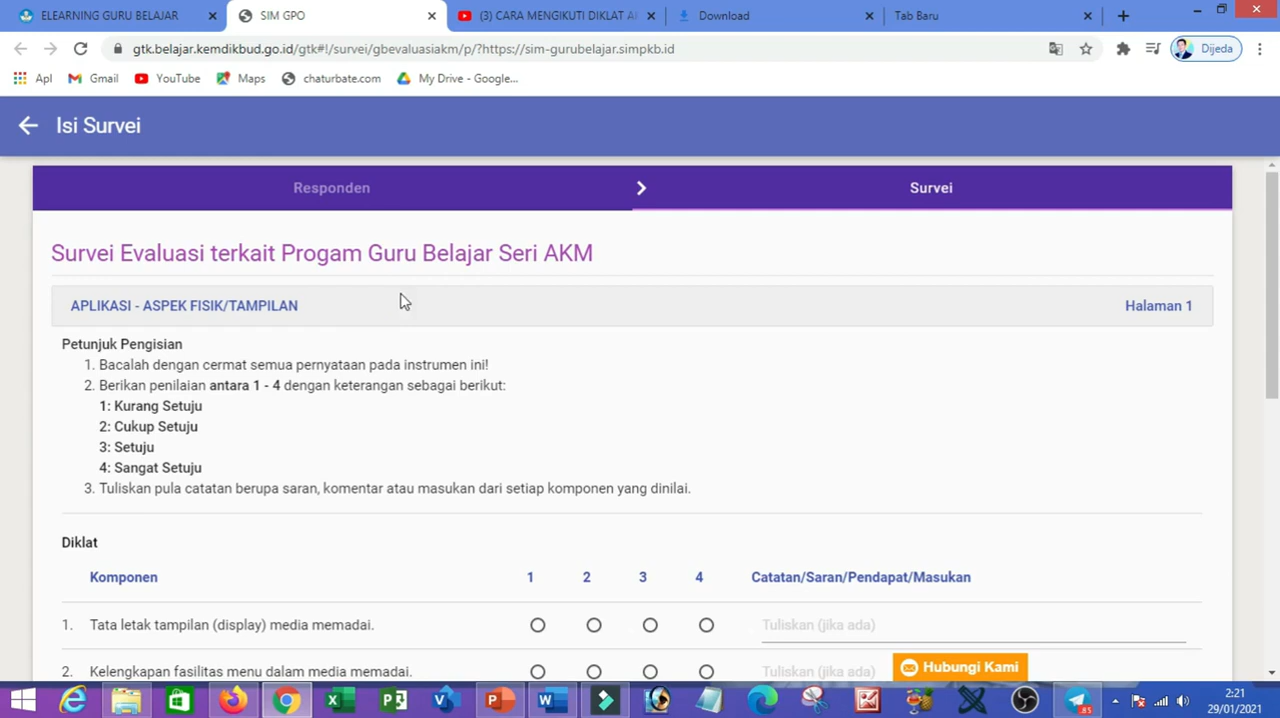 ELEARNING GURU BELAJAR
SIM GPO
(3) CARA MENGIKUTI DIKLAT A
Download
Tab Baru
gtk.belajar.kemdikbud.go.id/gtk#!/survei/gbevaluasiakm/p/?https://sim-gurubelajar.simpkb.id
Dijeda
Apl
Gmail
YouTube
Maps
chaturbate.com
My Drive - Google...
Isi Survei
Responden
Survei
Survei Evaluasi terkait Progam Guru Belajar Seri AKM
APLIKASI - ASPEK FISIK/TAMPILAN
Halaman 1
Petunjuk Pengisian
1. Bacalah dengan cermat semua pernyataan pada instrumen ini!
2. Berikan penilaian antara 1 - 4 dengan keterangan sebagai berikut:
1: Kurang Setuju
2: Cukup Setuju
3: Setuju
4: Sangat Setuju
3. Tuliskan pula catatan berupa saran, komentar atau masukan dari setiap komponen yang dinilai.
Diklat
Komponen 1 2 3 4 Catatan/Saran/Pendapat/Masukan
1. Tata letak tampilan (display) media memadai. Tuliskan (jika ada)
2. Kelengkapan fasilitas menu dalam media memadai. Tuliskan (jika ada)
Hubungi Kami
2:21
29/01/2021